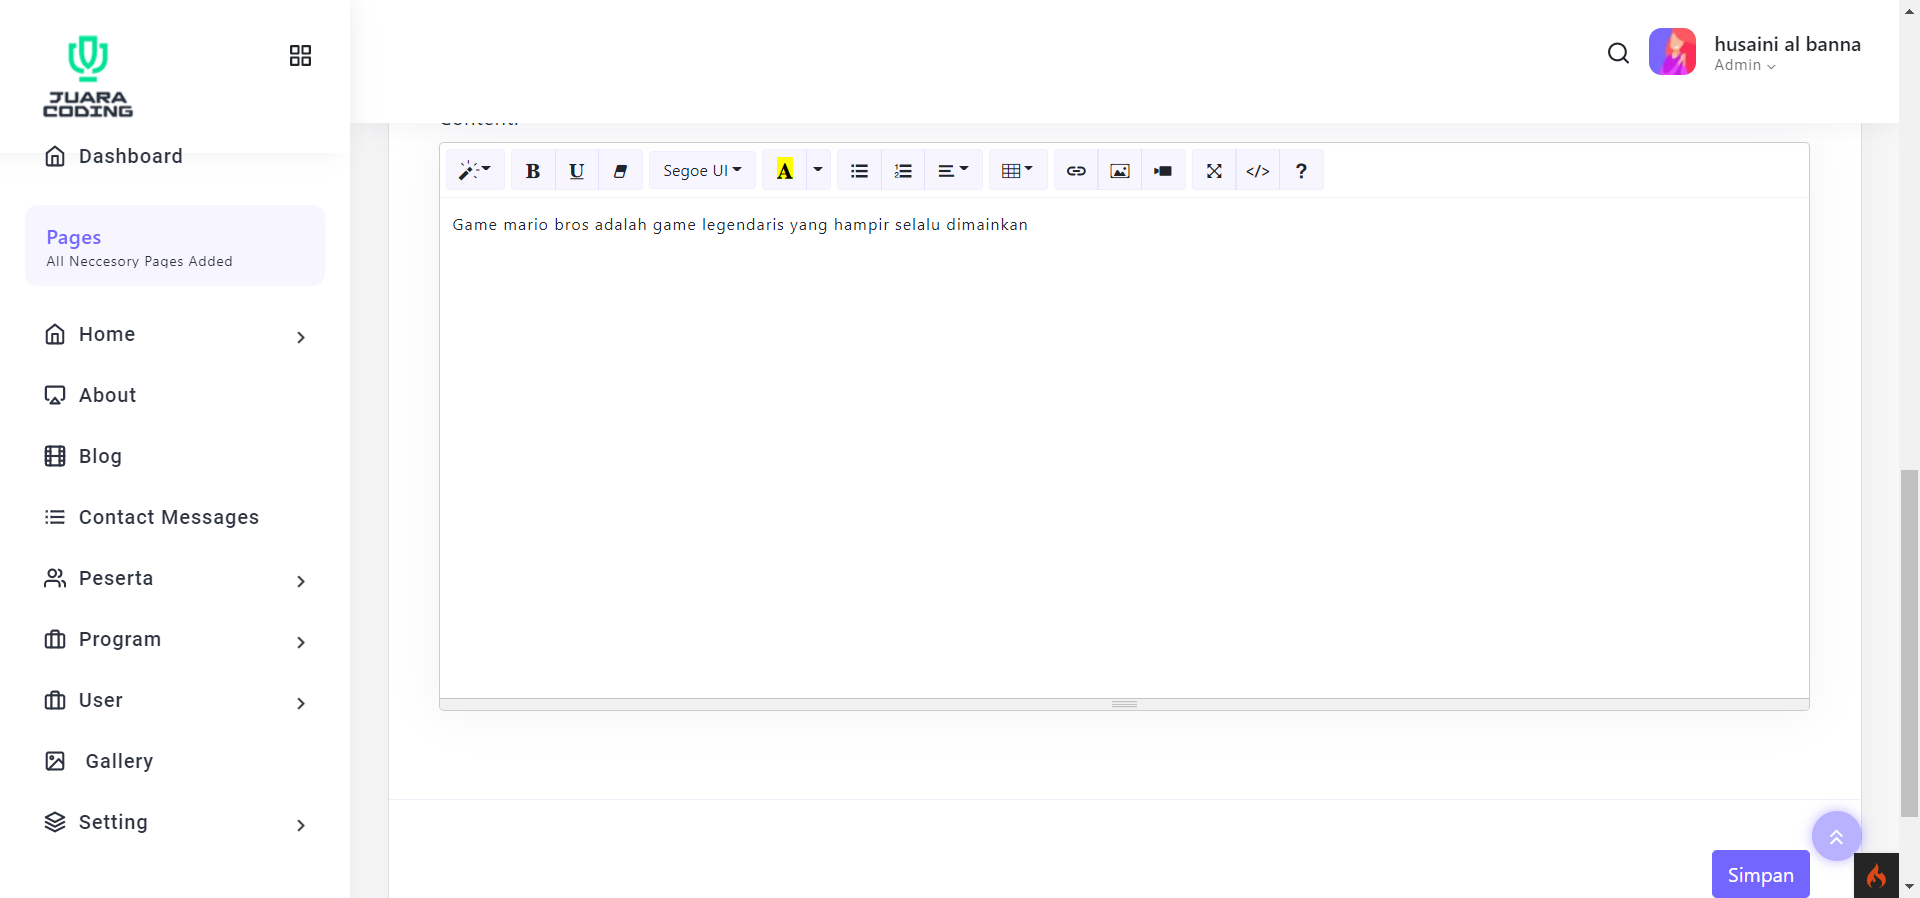 JUARA
CODING
husaini al banna
Admin
Dashboard
Pages
All Neccesory Pages Added
Home
About
Blog
Contact Messages
Peserta
Program
User
Gallery
Setting
Content:
B U Segoe UI A </> ?
Game mario bros adalah game legendaris yang hampir selalu dimainkan
Simpan